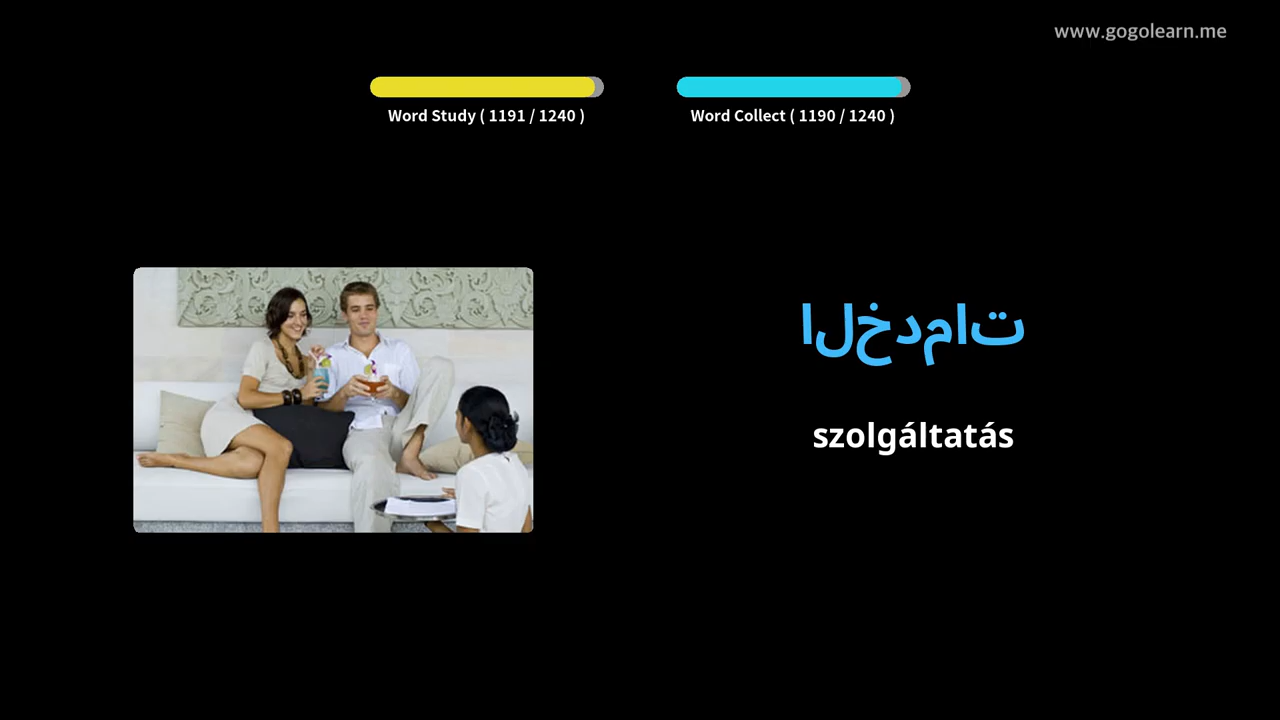 www.gogolearn.me
Word Study ( 1191 / 1240 )
Word Collect ( 1190 / 1240 )
الخدمات
szolgáltatás